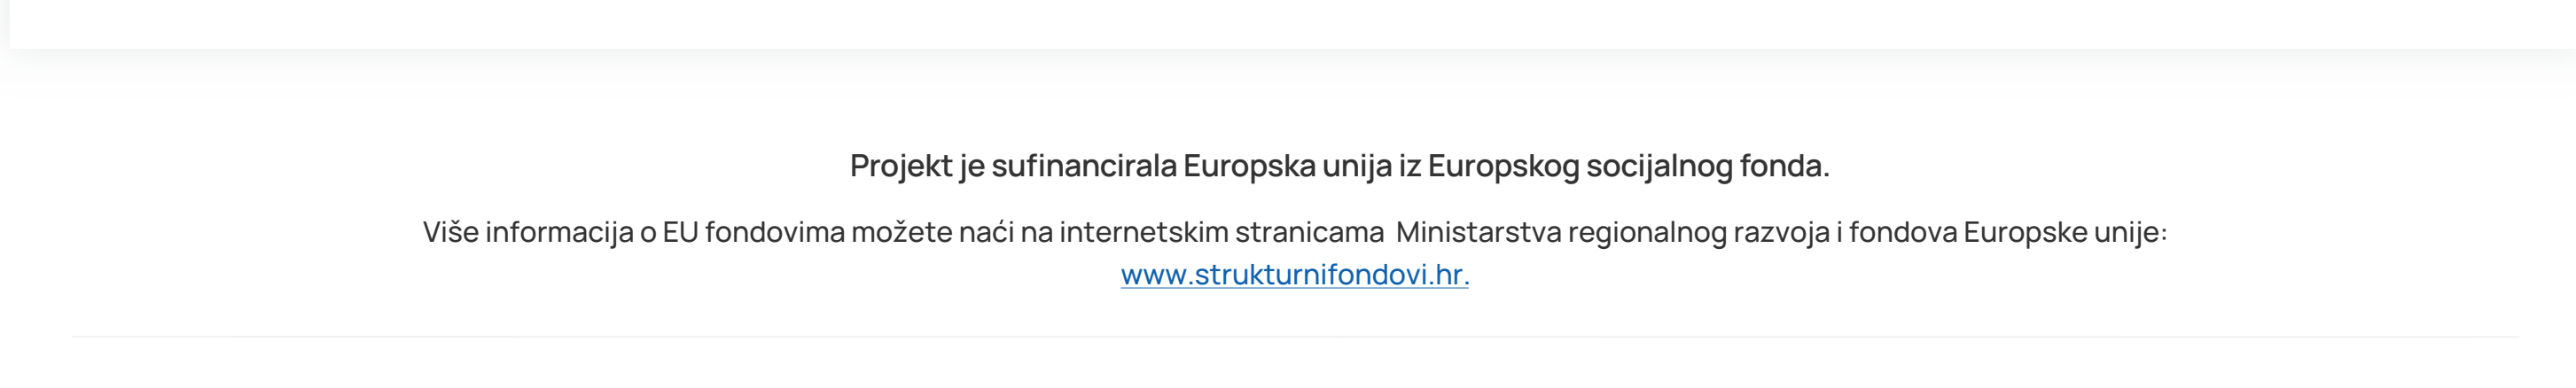 Projekt je sufinancirala Europska unija iz Europskog socijalnog fonda.
Više informacija o EU fondovima možete naći na internetskim stranicama  Ministarstva regionalnog razvoja i fondova Europske unije:
www.strukturnifondovi.hr.